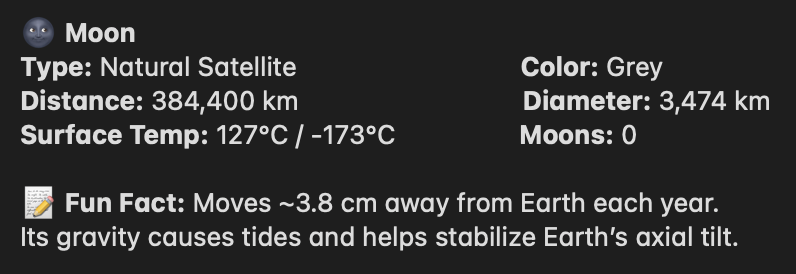 🌚 Moon
Type: Natural Satellite Color: Grey
Distance: 384,400 km Diameter: 3,474 km
Surface Temp: 127°C / -173°C Moons: 0
📝 Fun Fact: Moves ~3.8 cm away from Earth each year.
Its gravity causes tides and helps stabilize Earth’s axial tilt.